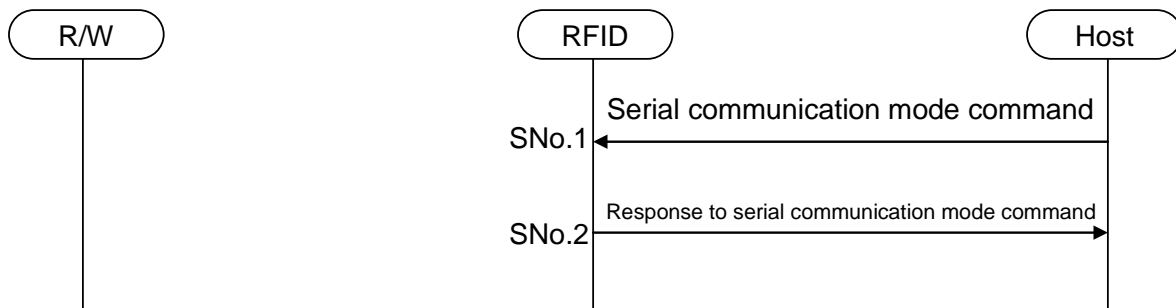 R/W
RFID
Host
Serial communication mode command
SNo.1
Response to serial communication mode command
SNo.2